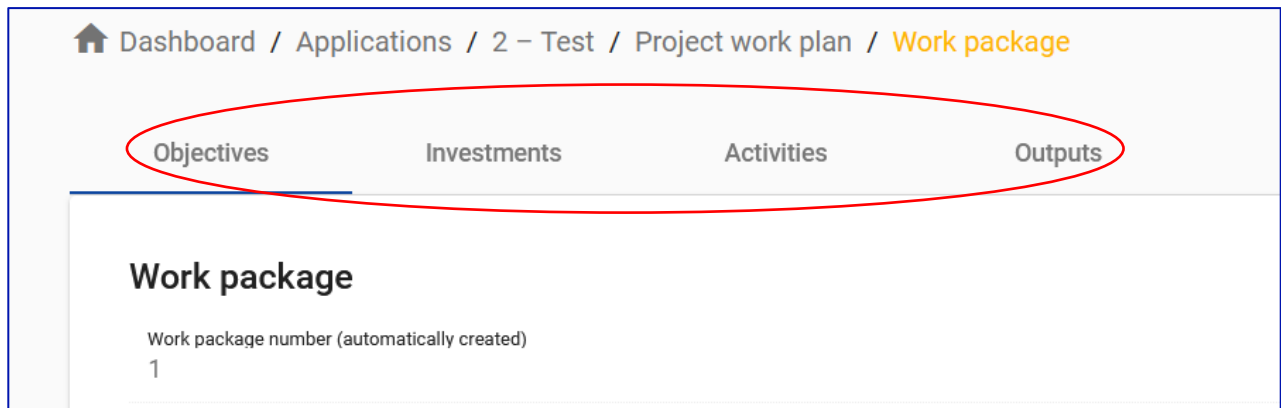 Dashboard / Applications / 2 – Test / Project work plan / Work package
Objectives Investments Activities Outputs
Work package
Work package number (automatically created)
1